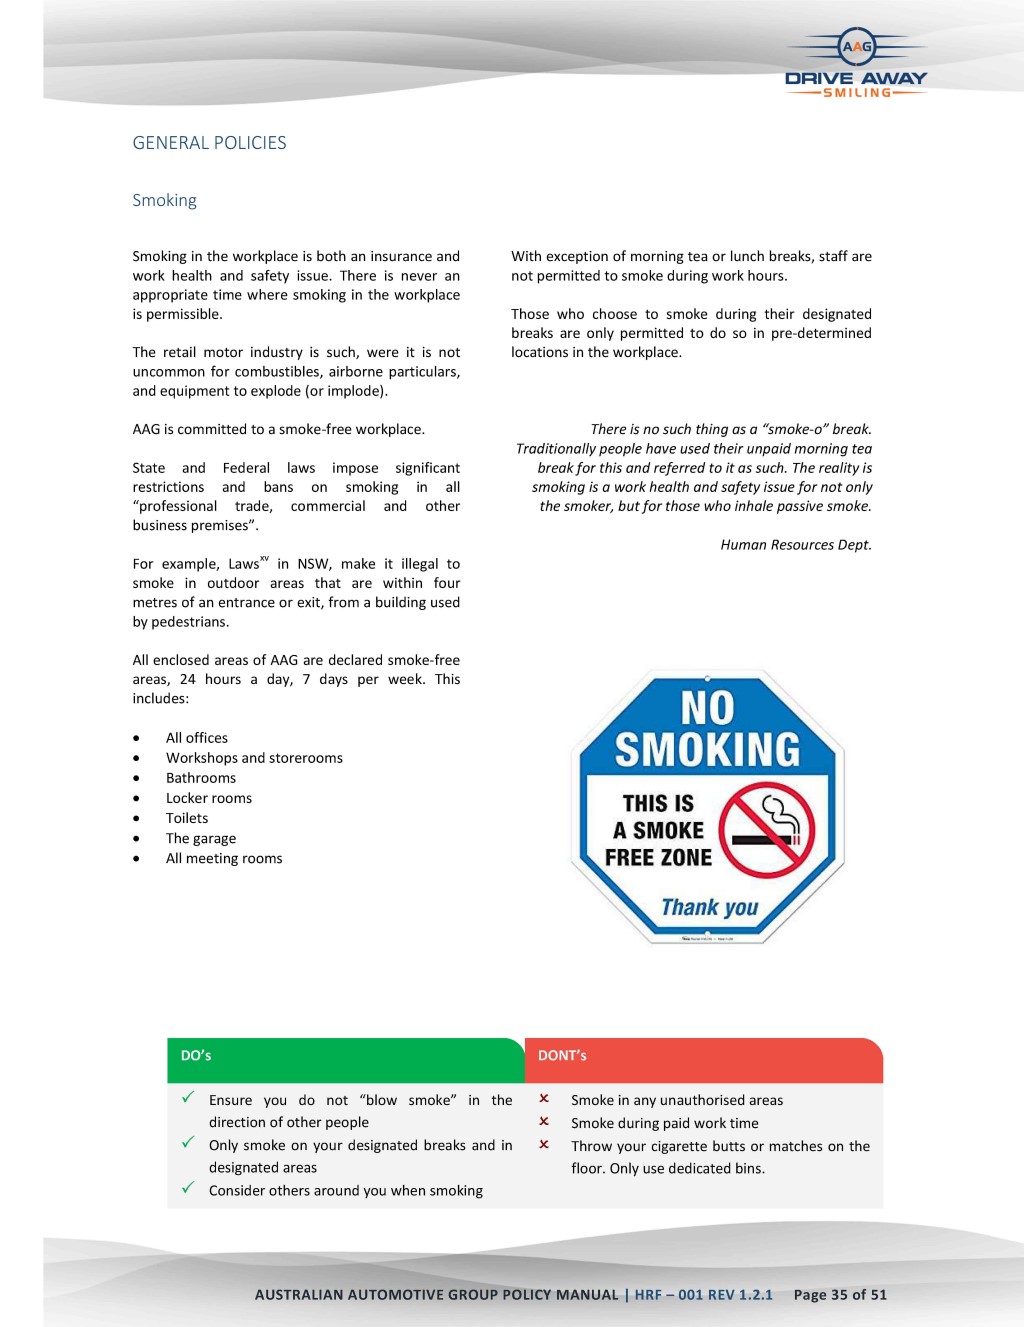 AAG
DRIVE AWAY
SMILING
GENERAL POLICIES
Smoking
Smoking in the workplace is both an insurance and
work health and safety issue. There is never an
appropriate time where smoking in the workplace
is permissible.
The retail motor industry is such, were it is not
uncommon for combustibles, airborne particulars,
and equipment to explode (or implode).
AAG is committed to a smoke-free workplace.
State and Federal laws impose significant
restrictions and bans on smoking in all
“professional trade, commercial and other
business premises”.
For example, Lawsxv in NSW, make it illegal to
smoke in outdoor areas that are within four
metres of an entrance or exit, from a building used
by pedestrians.
All enclosed areas of AAG are declared smoke-free
areas, 24 hours a day, 7 days per week. This
includes:
• All offices
• Workshops and storerooms
• Bathrooms
• Locker rooms
• Toilets
• The garage
• All meeting rooms
With exception of morning tea or lunch breaks, staff are
not permitted to smoke during work hours.
Those who choose to smoke during their designated
breaks are only permitted to do so in pre-determined
locations in the workplace.
There is no such thing as a “smoke-o” break.
Traditionally people have used their unpaid morning tea
break for this and referred to it as such. The reality is
smoking is a work health and safety issue for not only
the smoker, but for those who inhale passive smoke.
Human Resources Dept.
NO
SMOKING
THIS IS
A SMOKE
FREE ZONE
Thank you
DO’s
✓ Ensure you do not “blow smoke” in the
direction of other people
✓ Only smoke on your designated breaks and in
designated areas
✓ Consider others around you when smoking
DONT’s
✗ Smoke in any unauthorised areas
✗ Smoke during paid work time
✗ Throw your cigarette butts or matches on the
floor. Only use dedicated bins.
AUSTRALIAN AUTOMOTIVE GROUP POLICY MANUAL | HRF – 001 REV 1.2.1 Page 35 of 51